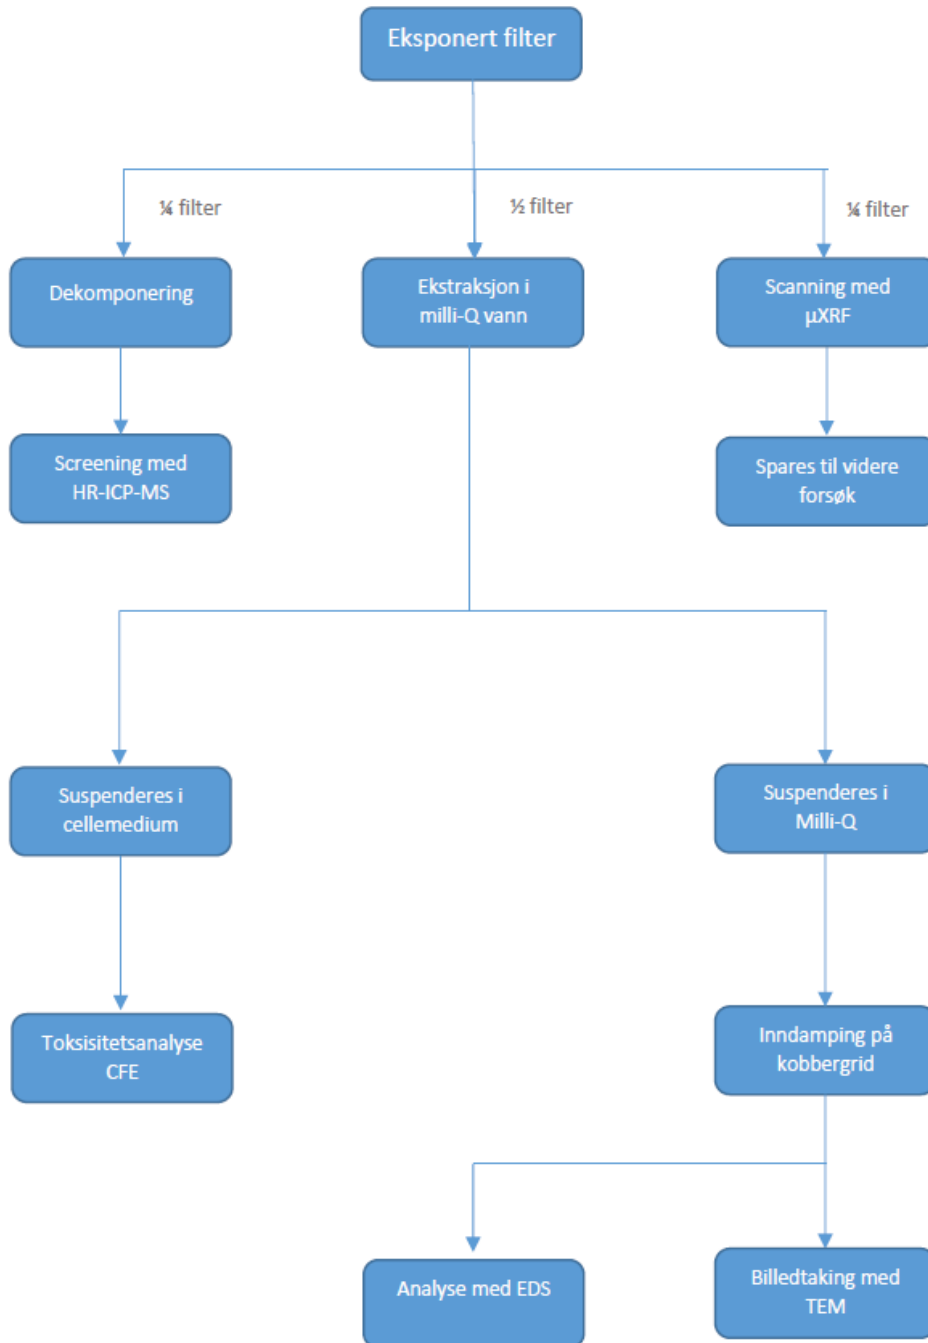 Eksponert filter
¼ filter
½ filter
¼ filter
Dekomponering
Ekstraksjon i
milli-Q vann
Scanning med
µXRF
Screening med
HR-ICP-MS
Spares til videre
forsøk
Suspenderes i
cellemedium
Suspenderes i
Milli-Q
Toksisitetsanalyse
CFE
Inndamping på
kobbergrid
Analyse med EDS
Billedtaking med
TEM